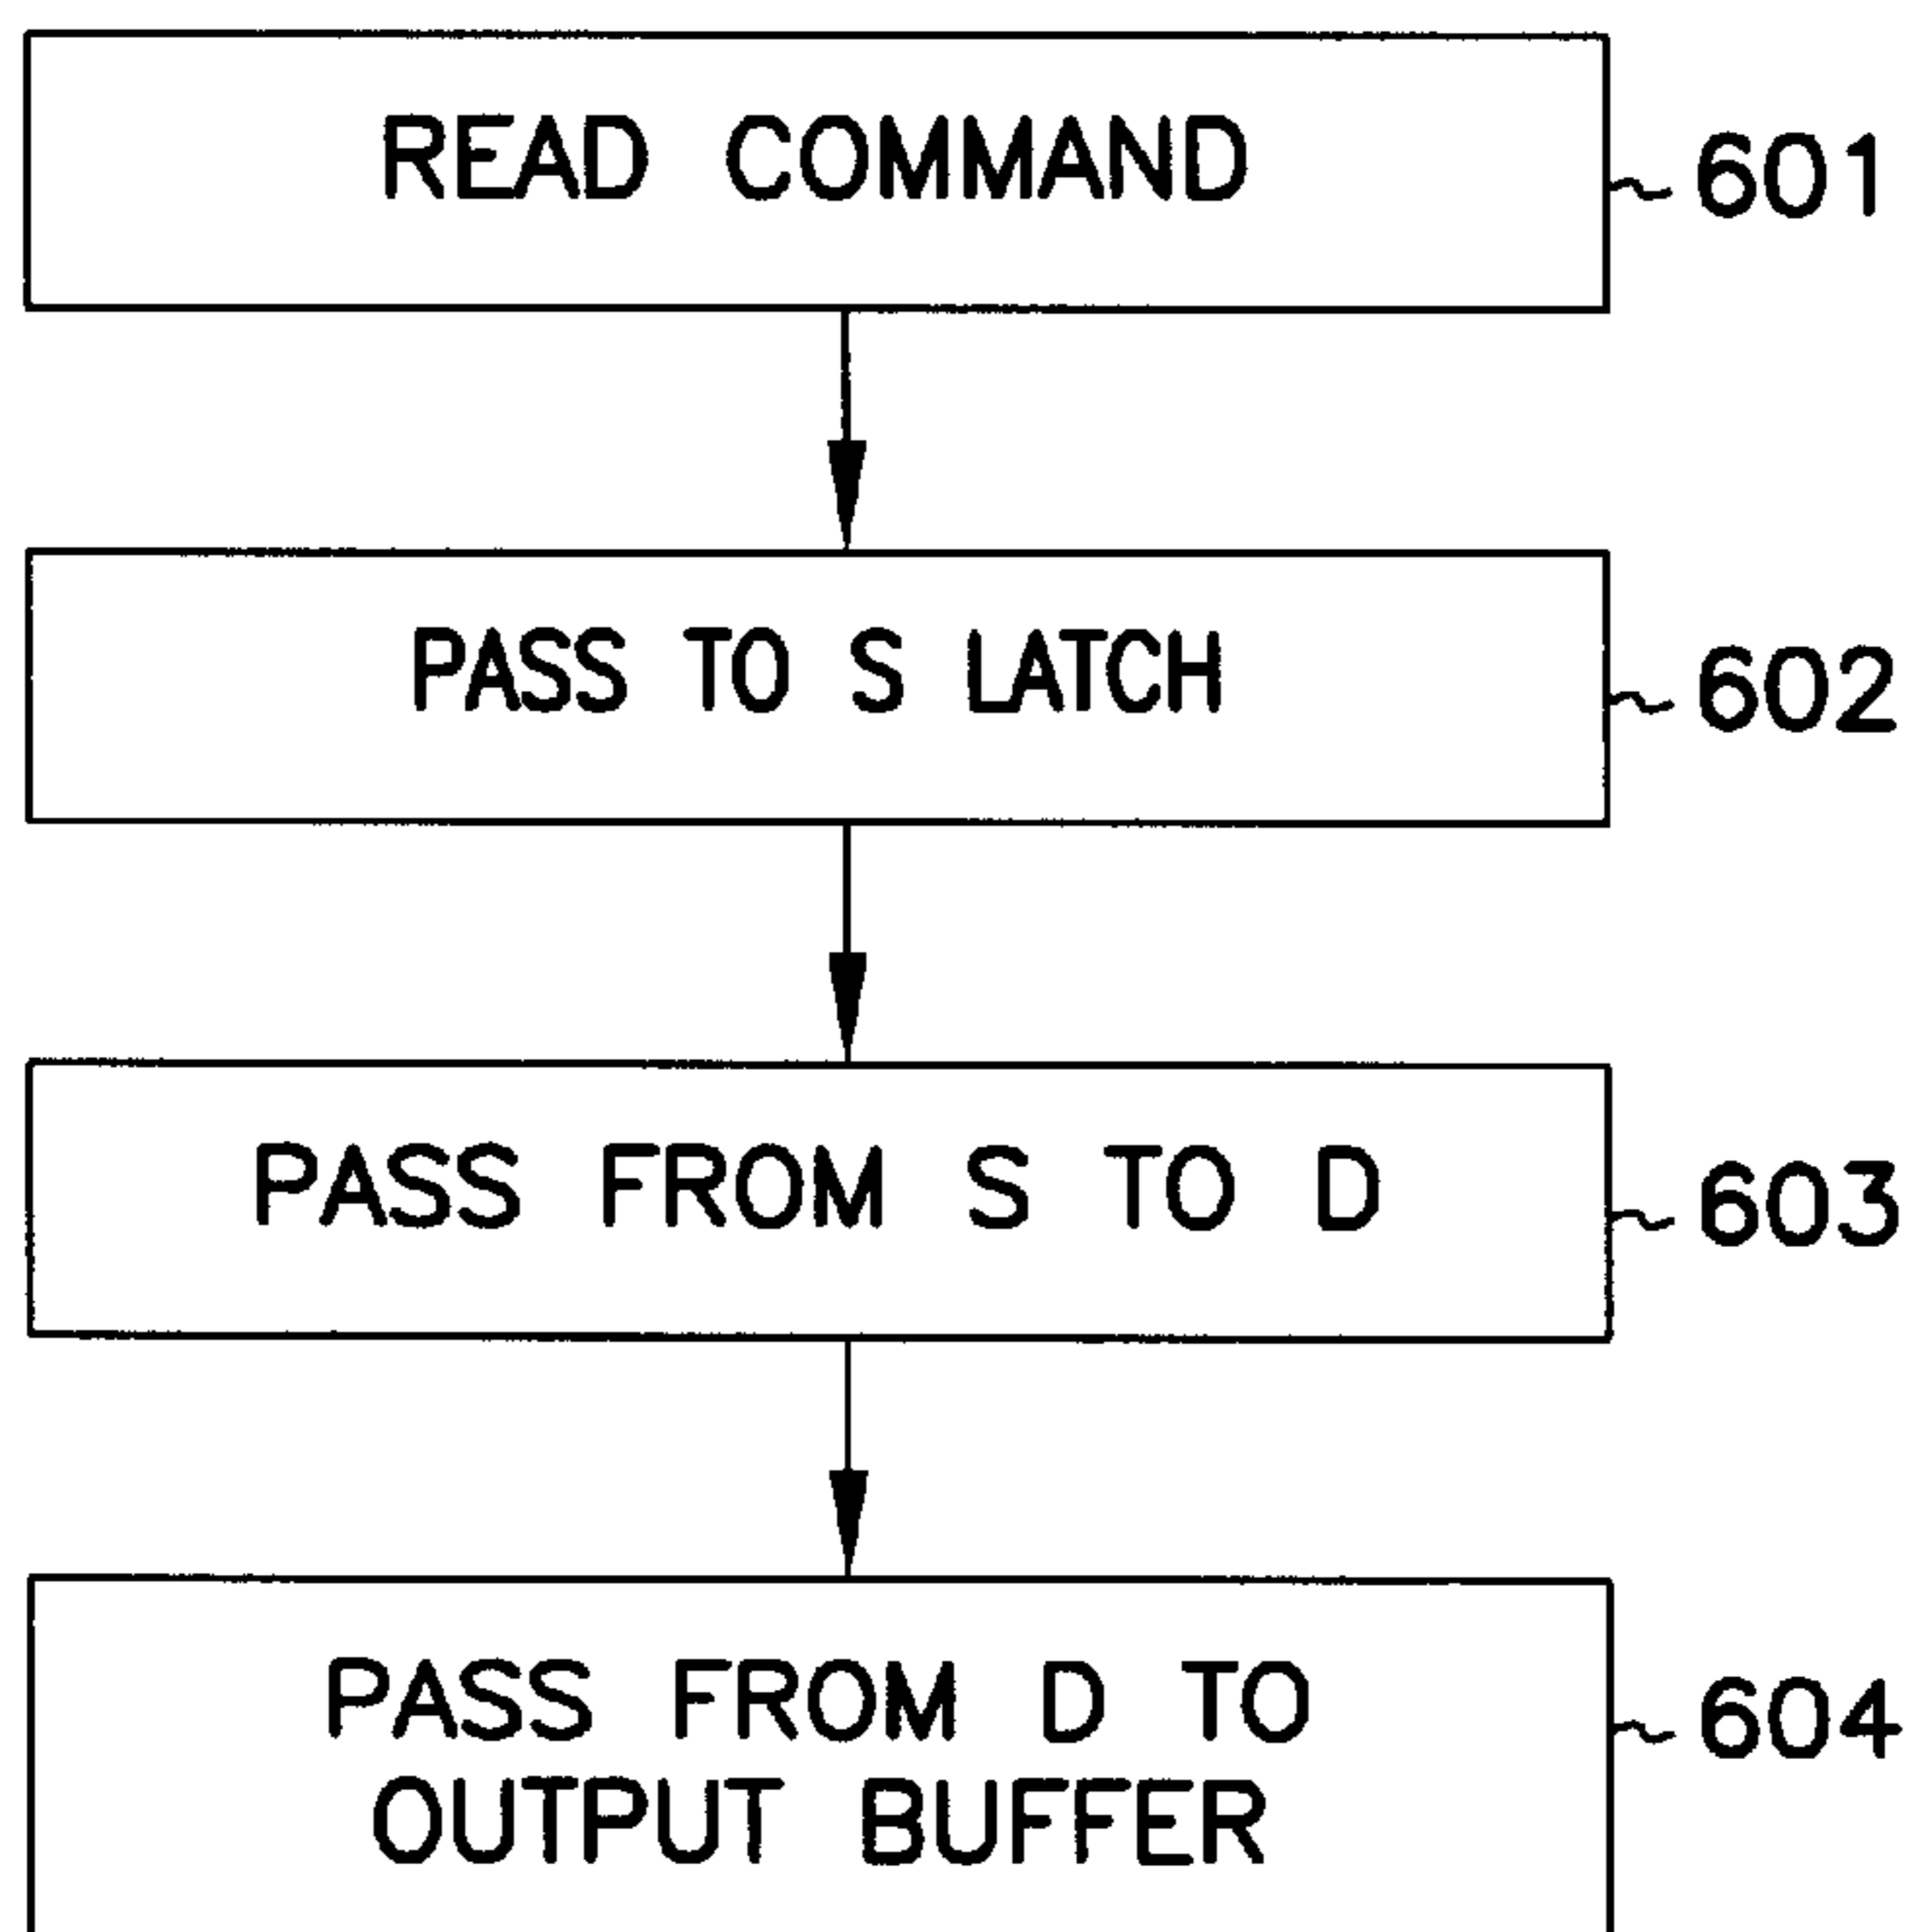 READ COMMAND
601
PASS TO S LATCH
602
PASS FROM S TO D
603
PASS FROM D TO
OUTPUT BUFFER
604